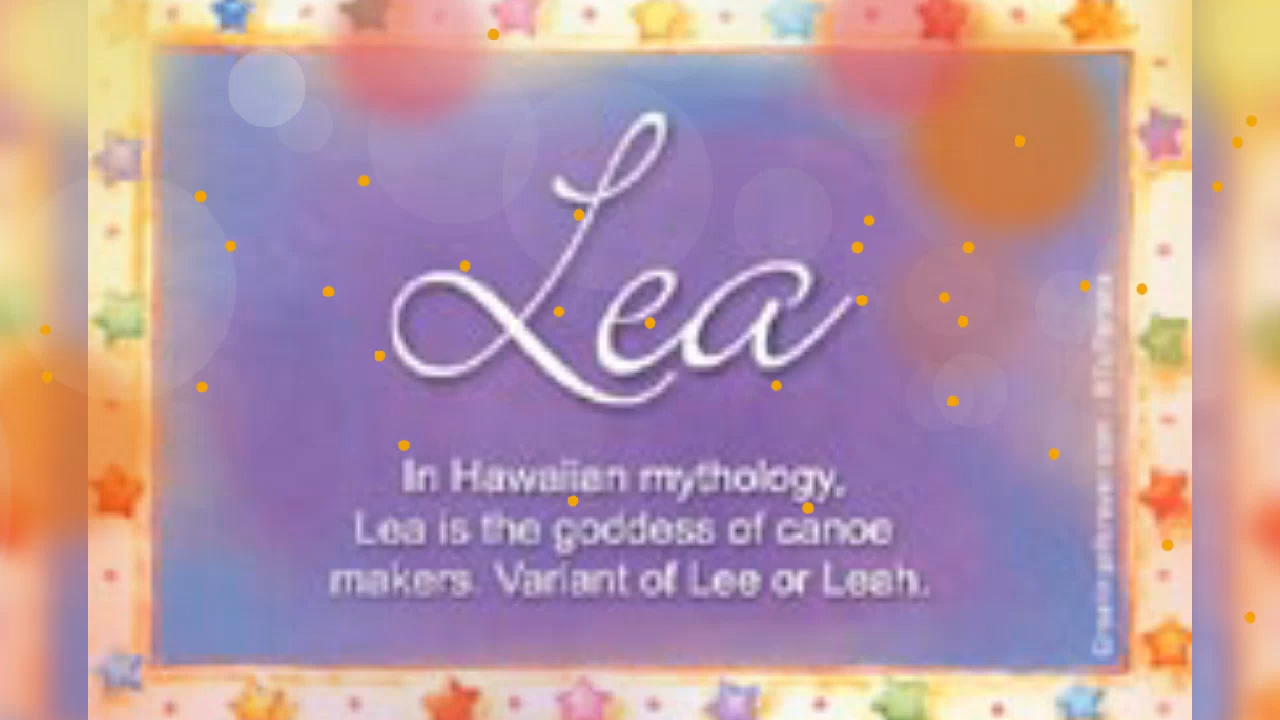 Lea
In Hawaiian mythology,
Lea is the goddess of canoe
makers. Variant of Lee or Leah.